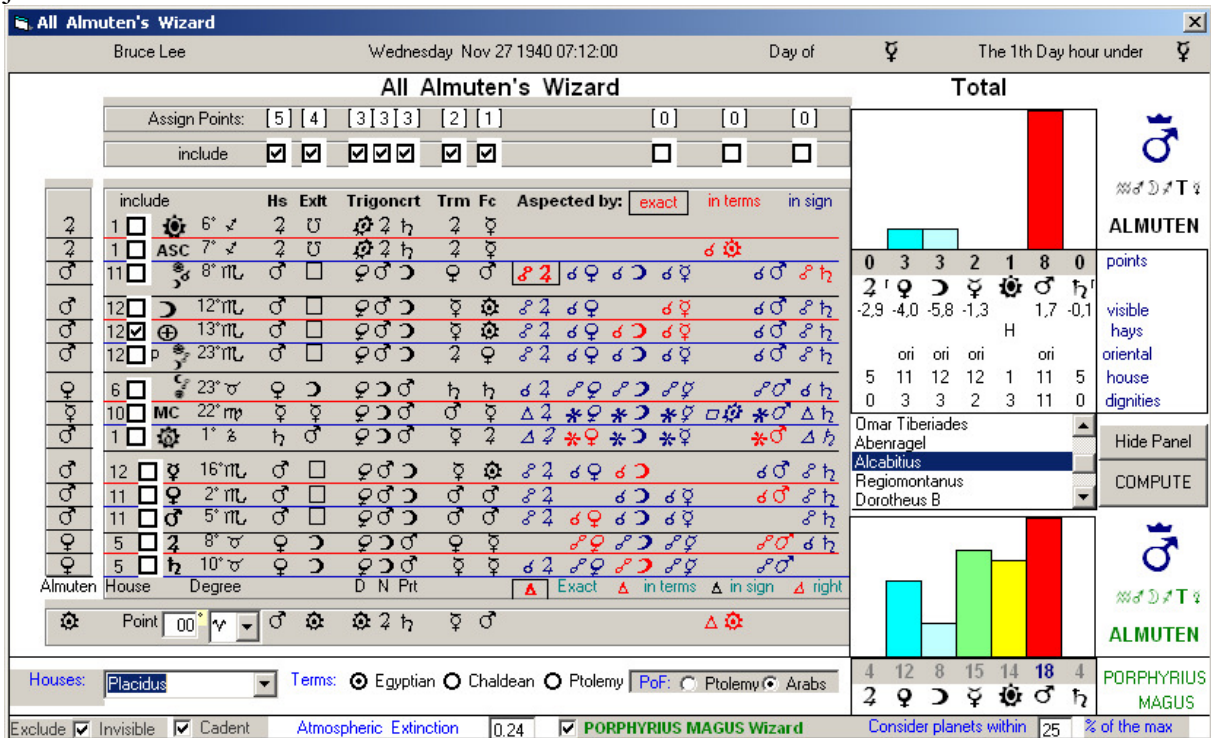 All Almuten's Wizard
Bruce Lee Wednesday Nov 27 1940 07:12:00 Day of ☿ The 1th Day hour under ☿
All Almuten's Wizard Total
Assign Points: [5] [4] [3] [3] [3] [2] [1] [0] [0] [0]
include
include Hs Exlt Trigoncrt Trm Fc Aspected by: exact in terms in sign
♃ 1 ☉ 6° ♐ ♃ ☋ ☉ ♃ ♄ ♃ ☿
♃ 1 ASC 7° ♐ ♃ ☋ ☉ ♃ ♄ ♃ ☿ ☌ ☉
♂ 11 8° ♏ ♂ □ ♀ ♂ ☽ ♀ ♂ ☍ ♃ ☌ ♀ ☌ ☽ ☌ ☿ ☌ ♂ ☍ ♄
♂ 12 ☽ 12° ♏ ♂ □ ♀ ♂ ☽ ☿ ☉ ☍ ♃ ☌ ♀ ☌ ☿ ☌ ♂ ☍ ♄
♂ 12 ⊕ 13° ♏ ♂ □ ♀ ♂ ☽ ☿ ☉ ☍ ♃ ☌ ♀ ☌ ☽ ☌ ☿ ☌ ♂ ☍ ♄
♂ 12 P 23° ♏ ♂ □ ♀ ♂ ☽ ♃ ♀ ☍ ♃ ☌ ♀ ☌ ☽ ☌ ☿ ☌ ♂ ☍ ♄
♀ 6 23° ♉ ♀ ☽ ♀ ☽ ♂ ♄ ♄ ☌ ♃ ☍ ♀ ☍ ☽ ☍ ☿ ☍ ♂ ☌ ♄
☿ 10 MC 22° ♍ ☿ ☿ ♀ ☽ ♂ ♂ ☿ △ ♃ ⚹ ♀ ⚹ ☽ ⚹ ☿ □ ☉ ⚹ ♂ △ ♄
♂ 1 1° ♑ ♄ ♂ ♀ ☽ ♂ ☿ ♃ △ ♃ ⚹ ♀ ⚹ ☽ ⚹ ☿ ⚹ ♂ △ ♄
♂ 12 ☿ 16° ♏ ♂ □ ♀ ♂ ☽ ☿ ☉ ☍ ♃ ☌ ♀ ☌ ☽ ☌ ♂ ☍ ♄
♂ 11 ♀ 2° ♏ ♂ □ ♀ ♂ ☽ ♂ ♂ ☍ ♃ ☌ ☽ ☌ ☿ ☌ ♂ ☍ ♄
♂ 11 ♂ 5° ♏ ♂ □ ♀ ♂ ☽ ♂ ♂ ☍ ♃ ☌ ♀ ☌ ☽ ☌ ☿ ☍ ♄
♀ 5 ♃ 8° ♉ ♀ ☽ ♀ ☽ ♂ ♀ ☿ ☍ ♀ ☍ ☽ ☍ ☿ ☍ ♂ ☌ ♄
♀ 5 ♄ 10° ♉ ♀ ☽ ♀ ☽ ♂ ☿ ☿ ☌ ♃ ☍ ♀ ☍ ☽ ☍ ☿ ☍ ♂
Almuten House Degree D N Prt △ Exact △ in terms △ in sign △ right
☉ Point 00° ♈ ♂ ☉ ☉ ♃ ♄ ☿ ♂ △ ☉
Houses: Placidus Terms: Egyptian Chaldean Ptolemy PoF: Ptolemy Arabs
Exclude Invisible Cadent Atmospheric Extinction 0.24 PORPHYRIUS MAGUS Wizard Consider planets within 25 % of the max
♂
T
ALMUTEN
0 3 3 2 1 8 0 points
♃ r ♀ ☽ ☿ ☉ ♂ ♄ r
-2,9 -4,0 -5,8 -1,3 1,7 -0,1 visible
H hays
ori ori ori ori oriental
5 11 12 12 1 11 5 house
0 3 3 2 3 11 0 dignities
Omar Tiberiades
Abenragel
Alcabitius
Regiomontanus
Dorotheus B
Hide Panel
COMPUTE
♂
T
ALMUTEN
4 12 8 15 14 18 4
♃ ♀ ☽ ☿ ☉ ♂ ♄
PORPHYRIUS
MAGUS